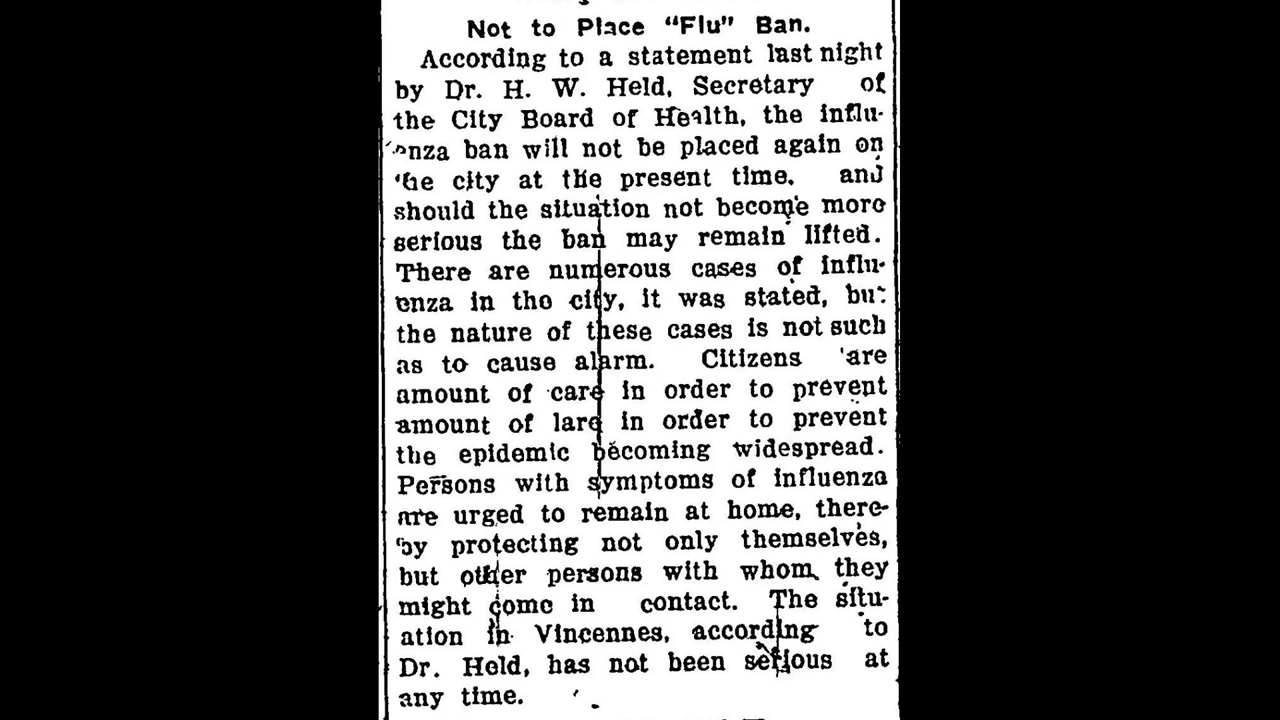 Not to Place "Flu" Ban.
According to a statement last night
by Dr. H. W. Held, Secretary of
the City Board of Health, the influ-
enza ban will not be placed again on
the city at the present time. and
should the situation not become more
serious the ban may remain lifted.
There are numerous cases of influ-
enza in tho city, it was stated, but
the nature of these cases is not such
as to cause alarm. Citizens are
amount of care in order to prevent
amount of lare in order to prevent
the epidemic becoming widespread.
Persons with symptoms of influenza
are urged to remain at home, there-
by protecting not only themselves,
but other persons with whom they
might come in contact. The situ-
ation in Vincennes, according to
Dr. Held, has not been serious at
any time.